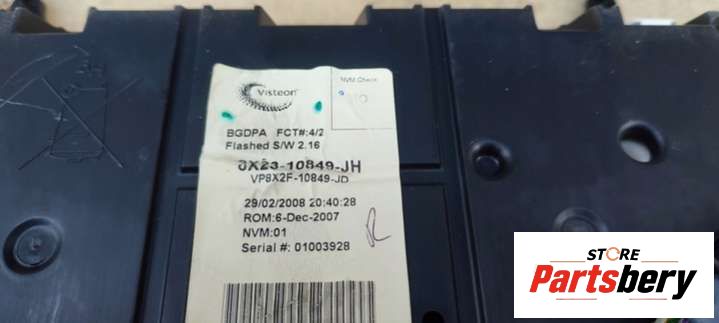 Visteon
NVM Check
BGDPA FCT#:4/2
Flashed S/W 2.16
8X23-10849-JH
VP8X2F-10849-JD
29/02/2008 20:40:28
ROM:6-Dec-2007
NVM:01
Serial #: 01003928
R
STORE
Partsbery